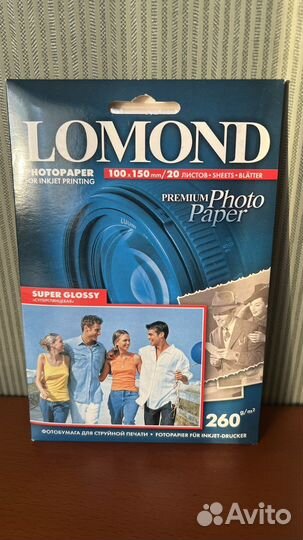 LOMOND
PHOTOPAPER
FOR INKJET PRINTING
100 x 150 mm/20 ЛИСТОВ • SHEETS • BLÄTTER
PREMIUM Photo
Paper
SUPER GLOSSY
«СУПЕРГЛЯНЦЕВАЯ»
260 g/m²
ФОТОБУМАГА ДЛЯ СТРУЙНОЙ ПЕЧАТИ • FOTOPAPIER FÜR INKJET-DRUCKER
Avito